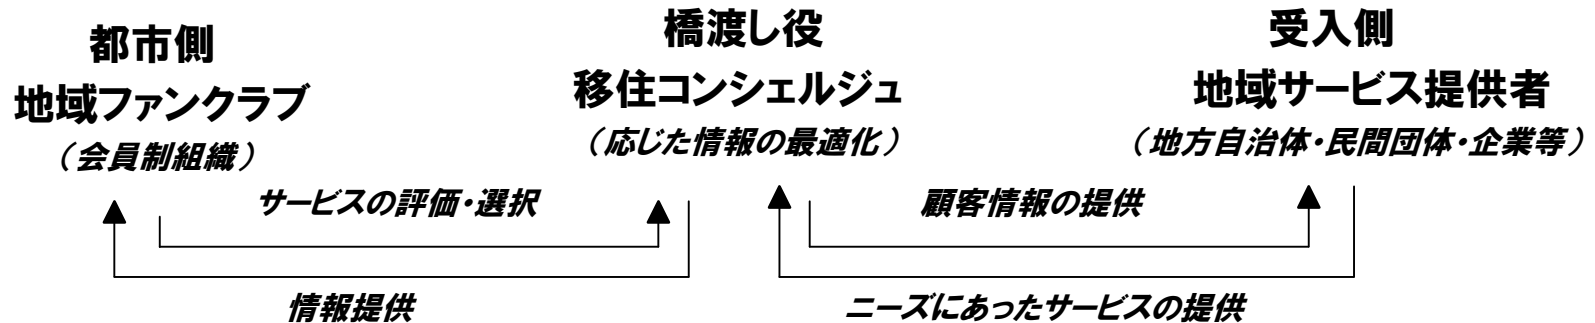 都市側
地域ファンクラブ
（会員制組織）
橋渡し役
移住コンシェルジュ
（応じた情報の最適化）
受入側
地域サービス提供者
（地方自治体・民間団体・企業等）
サービスの評価・選択
顧客情報の提供
情報提供
ニーズにあったサービスの提供